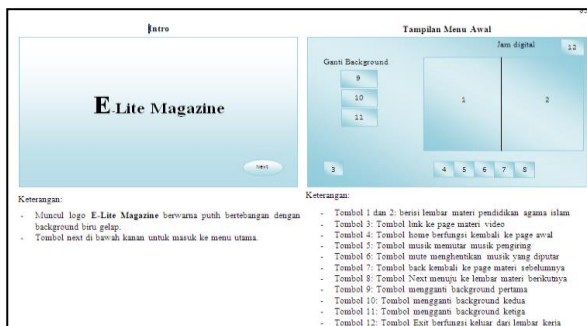 Intro
E-Lite Magazine
next
Keterangan:
- Muncul logo E-Lite Magazine berwarna putih bertebangan dengan
background biru gelap.
- Tombol next di bawah kanan untuk masuk ke menu utama.
Tampilan Menu Awal
Jam digital
12
Ganti Background
9
10
11
1
2
3
4 5 6 7 8
Keterangan:
- Tombol 1 dan 2: berisi lembar materi pendidikan agama islam
- Tombol 3: Tombol link ke page materi video
- Tombol 4: Tombol home berfungsi kembali ke page awal
- Tombol 5: Tombol musik memutar musik pengiring
- Tombol 6: Tombol mute menghentikan musik yang diputar
- Tombol 7: Tombol back kembali ke page materi sebelumnya
- Tombol 8: Tombol Next menuju ke lembar materi berikutnya
- Tombol 9: Tombol mengganti background pertama
- Tombol 10: Tombol mengganti background kedua
- Tombol 11: Tombol mengganti background ketiga
- Tombol 12: Tombol Exit berfungsi keluar dari lembar kerja